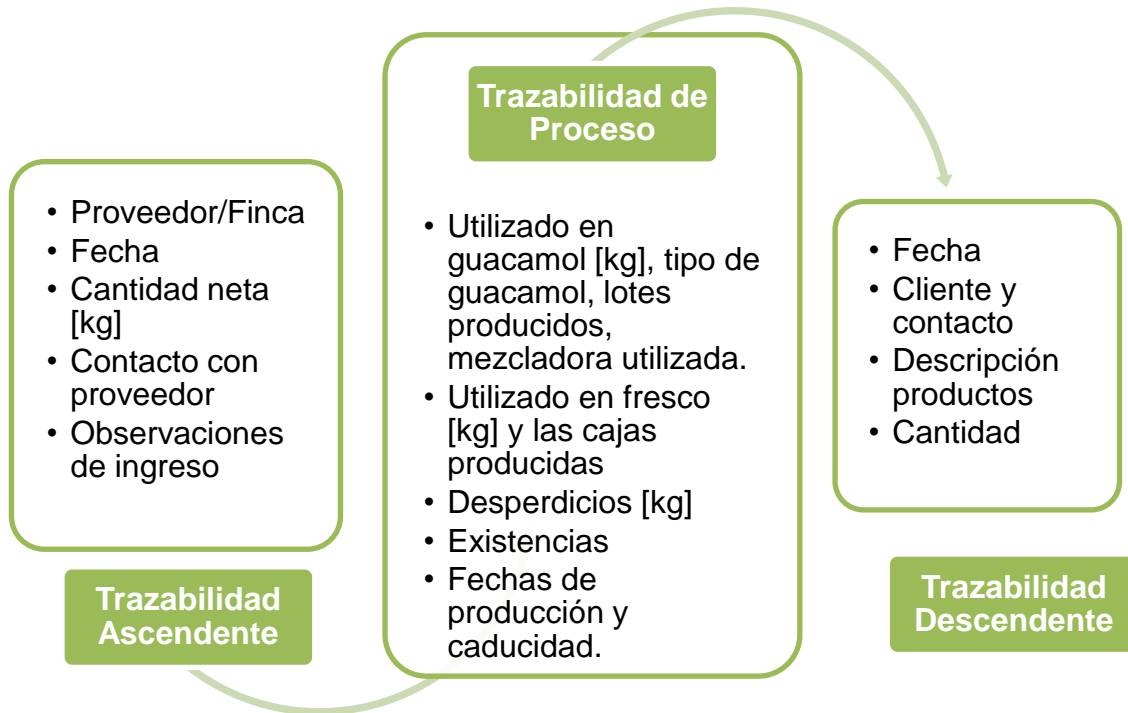 • Proveedor/Finca
• Fecha
• Cantidad neta
[kg]
• Contacto con
proveedor
• Observaciones
de ingreso
Trazabilidad
Ascendente
Trazabilidad de
Proceso
• Utilizado en
guacamol [kg], tipo de
guacamol, lotes
producidos,
mezcladora utilizada.
• Utilizado en fresco
[kg] y las cajas
producidas
• Desperdicios [kg]
• Existencias
• Fechas de
producción y
caducidad.
• Fecha
• Cliente y
contacto
• Descripción
productos
• Cantidad
Trazabilidad
Descendente